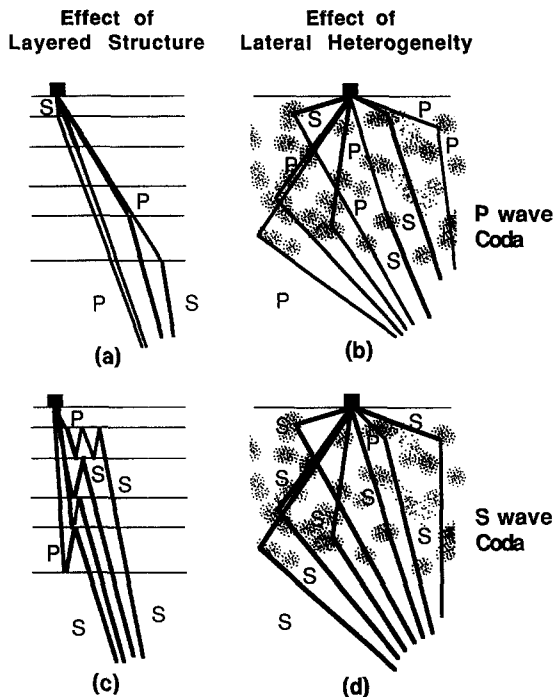 Effect of
Layered Structure
Effect of
Lateral Heterogeneity
S
P
P
S
(a)
S
P
P
P
P
S
S
P
(b)
P wave
Coda
P
S
S
P
S
S
(c)
S
S
P
S
S
S
S
S
S
(d)
S wave
Coda